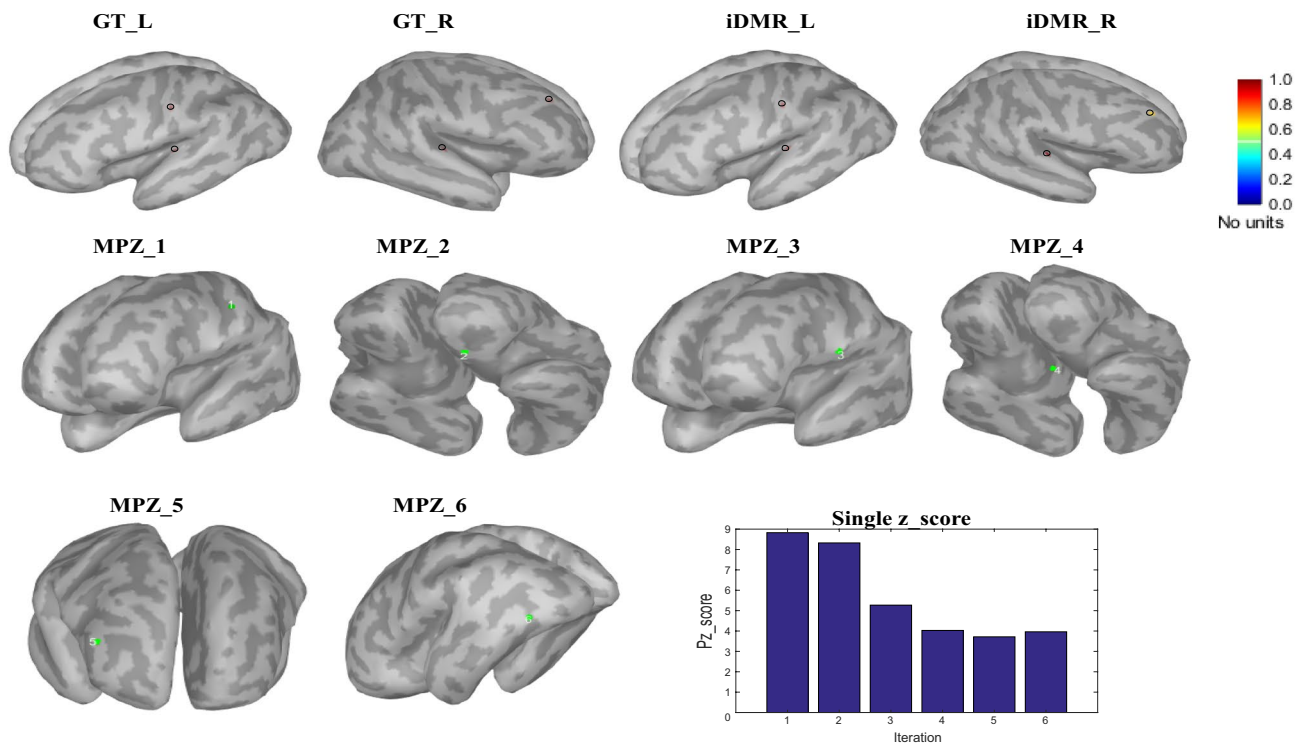 GT_L GT_R iDMR_L iDMR_R
1.0
0.8
0.6
0.4
0.2
0.0
No units
MPZ_1 MPZ_2 MPZ_3 MPZ_4
1
2
3
4
MPZ_5 MPZ_6
5
6
Single z_score
9
8
7
6
5
4
3
2
1
0
Pz_score
1 2 3 4 5 6
Iteration